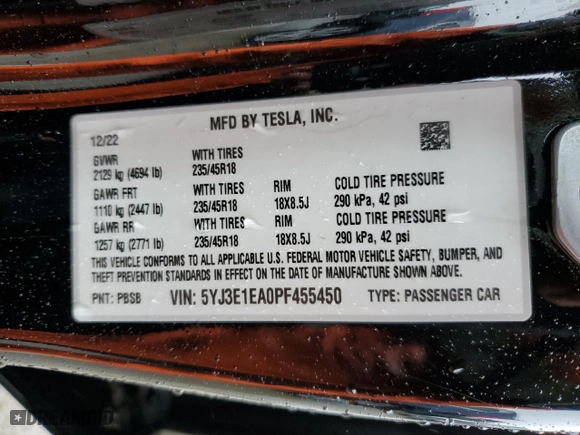 MFD BY TESLA, INC.
12/22
GVWR WITH TIRES
2129 kg (4694 lb) 235/45R18
GAWR FRT WITH TIRES RIM COLD TIRE PRESSURE
1110 kg (2447 lb) 235/45R18 18X8.5J 290 kPa, 42 psi
GAWR RR WITH TIRES RIM COLD TIRE PRESSURE
1257 kg (2771 lb) 235/45R18 18X8.5J 290 kPa, 42 psi
THIS VEHICLE CONFORMS TO ALL APPLICABLE U.S. FEDERAL MOTOR VEHICLE SAFETY, BUMPER, AND
THEFT PREVENTION STANDARDS IN EFFECT ON THE DATE OF MANUFACTURE SHOWN ABOVE.
PNT: PBSB VIN: 5YJ3E1EA0PF455450 TYPE: PASSENGER CAR
DREAMBID